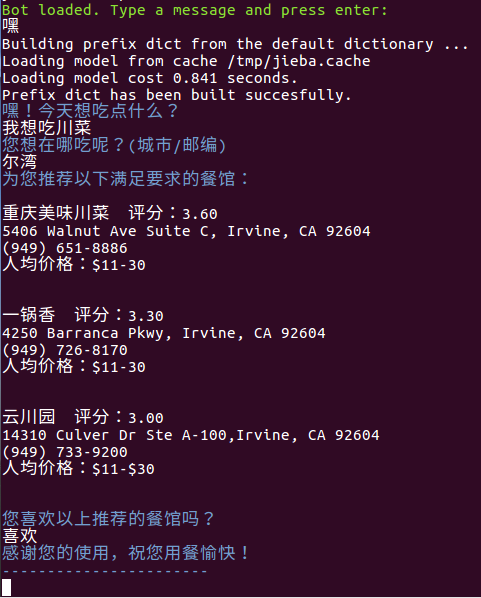 Bot loaded. Type a message and press enter:
嘿
Building prefix dict from the default dictionary ...
Loading model from cache /tmp/jieba.cache
Loading model cost 0.841 seconds.
Prefix dict has been built succesfully.
嘿！今天想吃点什么？
我想吃川菜
您想在哪吃呢？(城市/邮编)
尔湾
为您推荐以下满足要求的餐馆：
重庆美味川菜 评分：3.60
5406 Walnut Ave Suite C, Irvine, CA 92604
(949) 651-8886
人均价格：$11-30
一锅香 评分：3.30
4250 Barranca Pkwy, Irvine, CA 92604
(949) 726-8170
人均价格：$11-30
云川园 评分：3.00
14310 Culver Dr Ste A-100,Irvine, CA 92604
(949) 733-9200
人均价格：$11-$30
您喜欢以上推荐的餐馆吗？
喜欢
感谢您的使用，祝您用餐愉快！
-----------------------